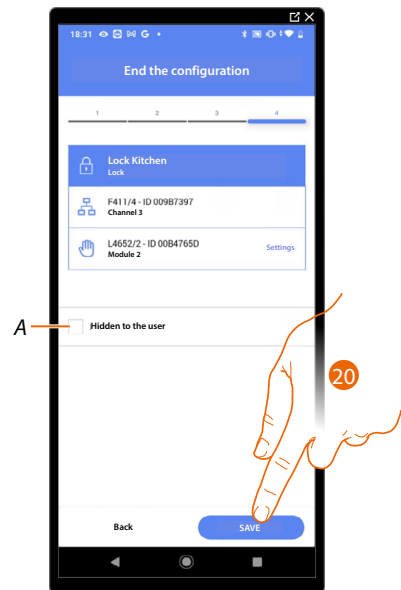 18:31 G •
End the configuration
1 2 3 4
Lock Kitchen
Lock
F411/4 - ID 009B7397
Channel 3
L4652/2 - ID 00B4765D
Module 2
Settings
A
Hidden to the user
20
Back
SAVE